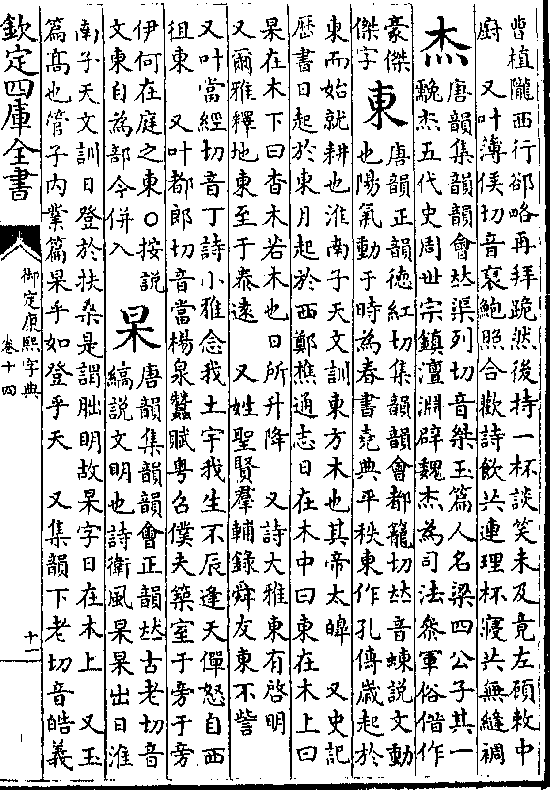 曹植隴西行郤略再拜跪然後持一杯談笑未及竟左顧敕中
廚　又叶薄侯切音裒鮑照合歡詩飲共連理杯寢共無縫裯
杰　唐韻集韻韻會𠀤渠列切音桀玉篇人名梁四公子其一
䫥杰五代史周世宗鎮澶淵辟魏杰為司法參軍俗借作
豪傑
傑字
東　唐韻正韻徳紅切集韻韻會都籠切𠀤音蝀說文動
也陽氣動于時為春書堯典平秩東作孔傳歲起於
東而始就耕也淮南子天文訓東方木也其帝太皥　又史記
歴書日起於東月起於西鄭樵通志日在木中曰東在木上曰
杲在木下曰杳木若木也日所升降　又詩大雅東有啓明
又爾雅釋地東至于泰逺　又姓聖賢羣輔錄舜友東不訾
又叶當經切音丁詩小雅念我土宇我生不辰逢天僤怒自西
徂東　又叶都郎切音當楊泉蠶賦粤召僕夫築室于旁于旁
伊何在庭之東○按說
文東自為部今併入
杲　唐韻集韻韻會正韻𠀤古老切音
縞說文明也詩衛風杲杲出日淮
南子天文訓日登於扶桑是謂朏明故杲字日在木上　又玉
篇髙也管子内業篇杲乎如登乎天　又集韻下老切音皓義
欽定四庫全書
御定康熙字典
卷十四
十一